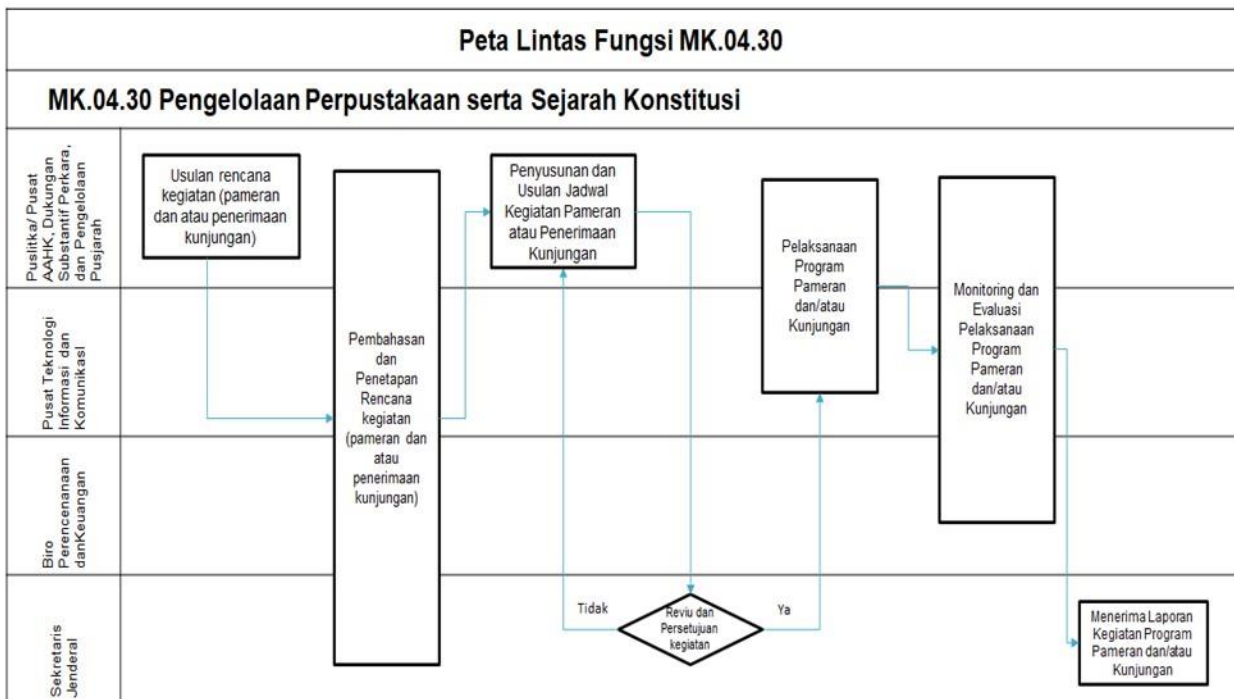 Peta Lintas Fungsi MK.04.30
MK.04.30 Pengelolaan Perpustakaan serta Sejarah Konstitusi
Puslitka/ Pusat
AAHK, Dukungan
Substantif Perkara,
dan Pengelolaan
Pusjarah
Usulan rencana
kegiatan (pameran
dan atau penerimaan
kunjungan)
Penyusunan dan
Usulan Jadwal
Kegiatan Pameran
atau Penerimaan
Kunjungan
Pelaksanaan
Program
Pameran
dan/atau
Kunjungan
Monitoring dan
Evaluasi
Pelaksanaan
Program
Pameran
dan/atau
Kunjungan
Pusat Teknologi
Informasi dan
Komunikasl
Pembahasan
dan
Penetapan
Rencana
kegiatan
(pameran dan
atau
penerimaan
kunjungan)
Biro
Perencenanaan
danKeuangan
Sekretaris
Jenderal
Tidak
Reviu dan
Persetujuan
kegiatan
Ya
Menerima Laporan
Kegiatan Program
Pameran dan/atau
Kunjungan